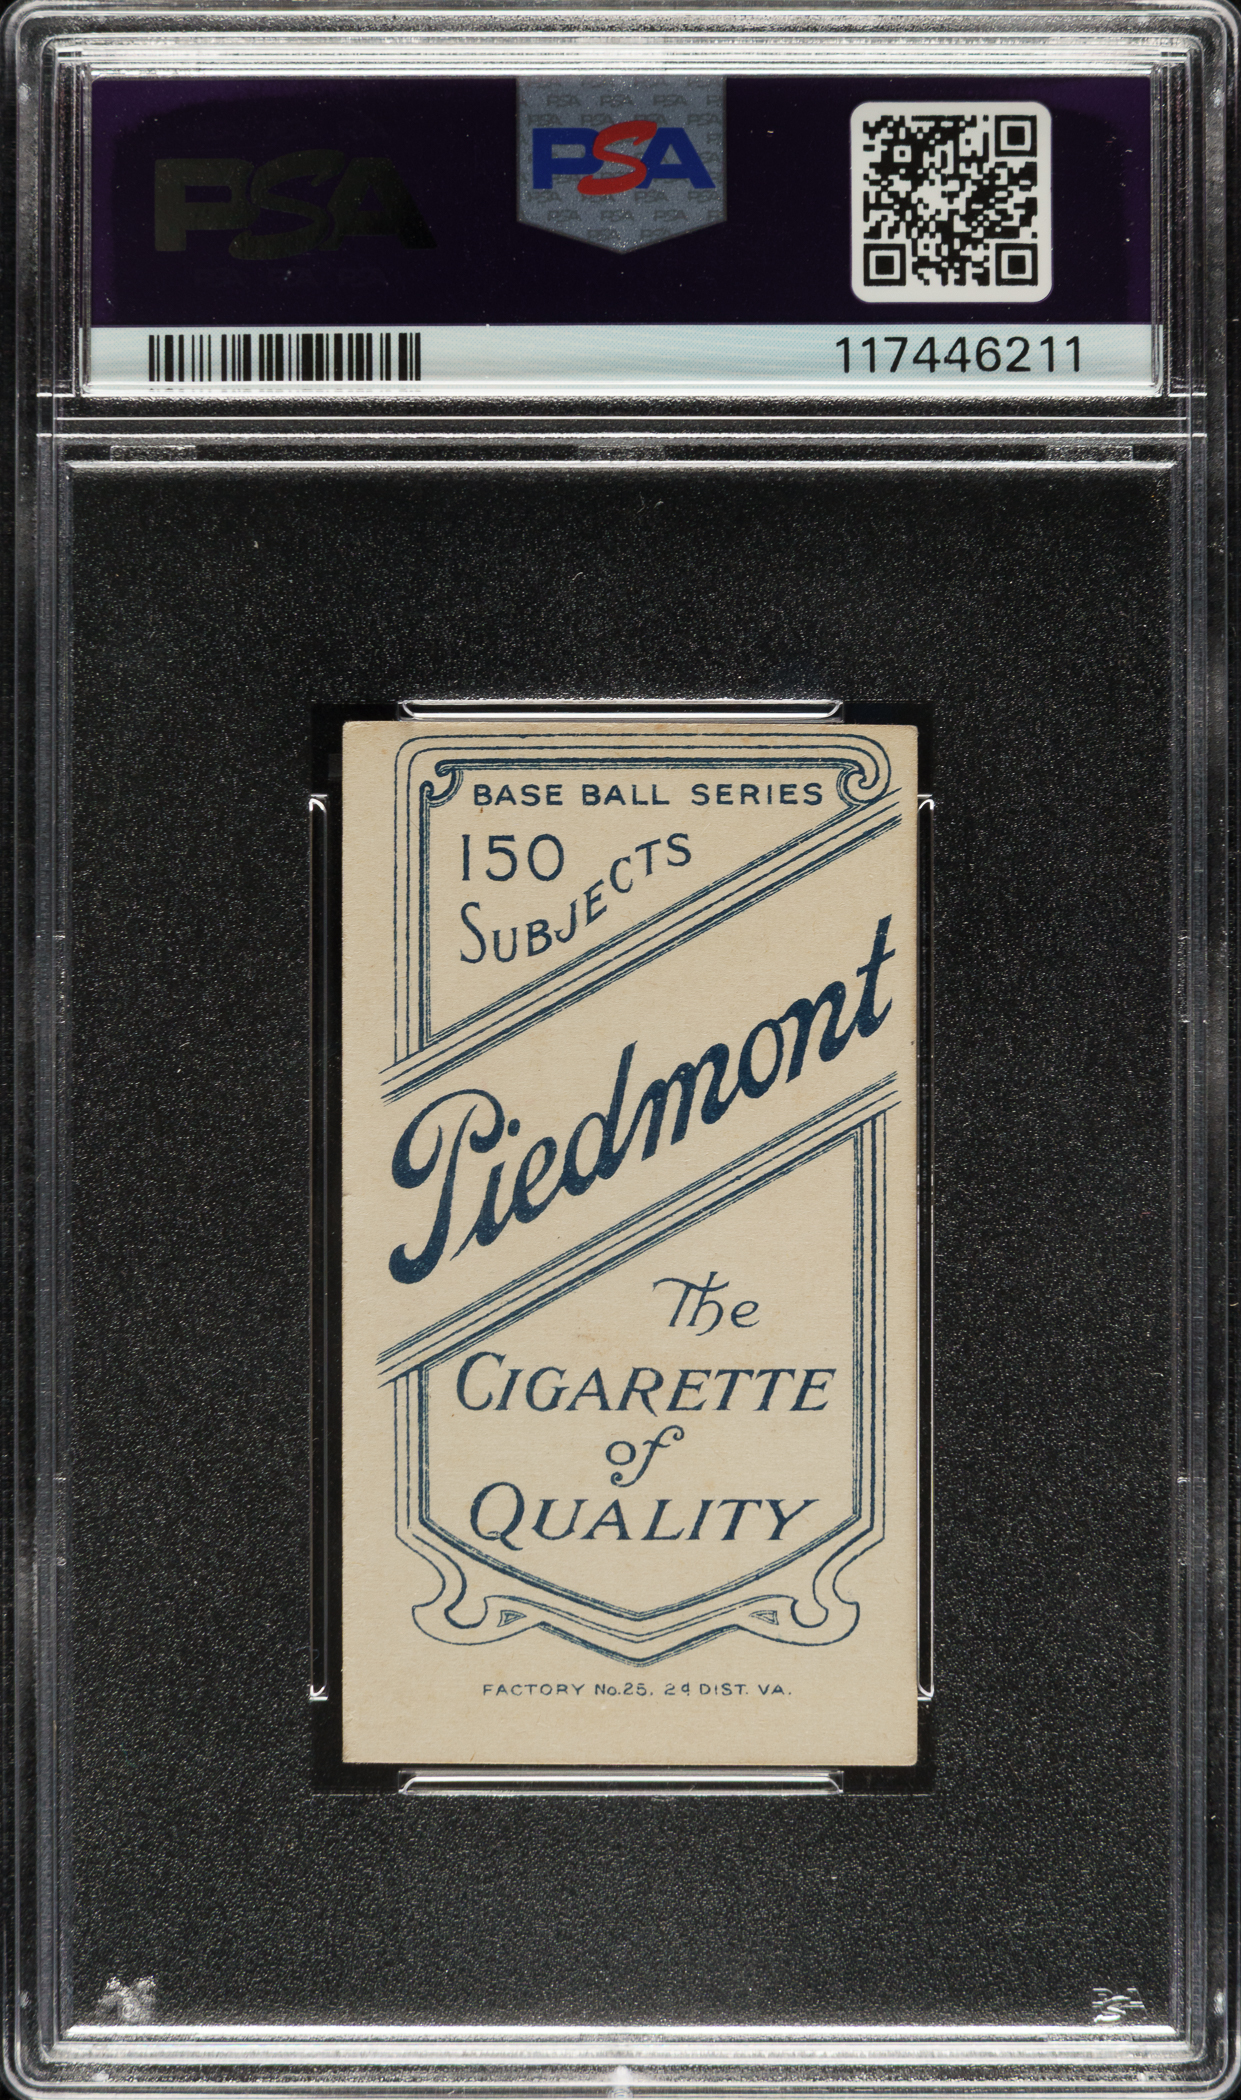 PSA
PSA
117446211
BASE BALL SERIES
150
SUBJECTS
Piedmont
The
CIGARETTE
of
QUALITY
FACTORY No. 25, 2d DIST. VA.